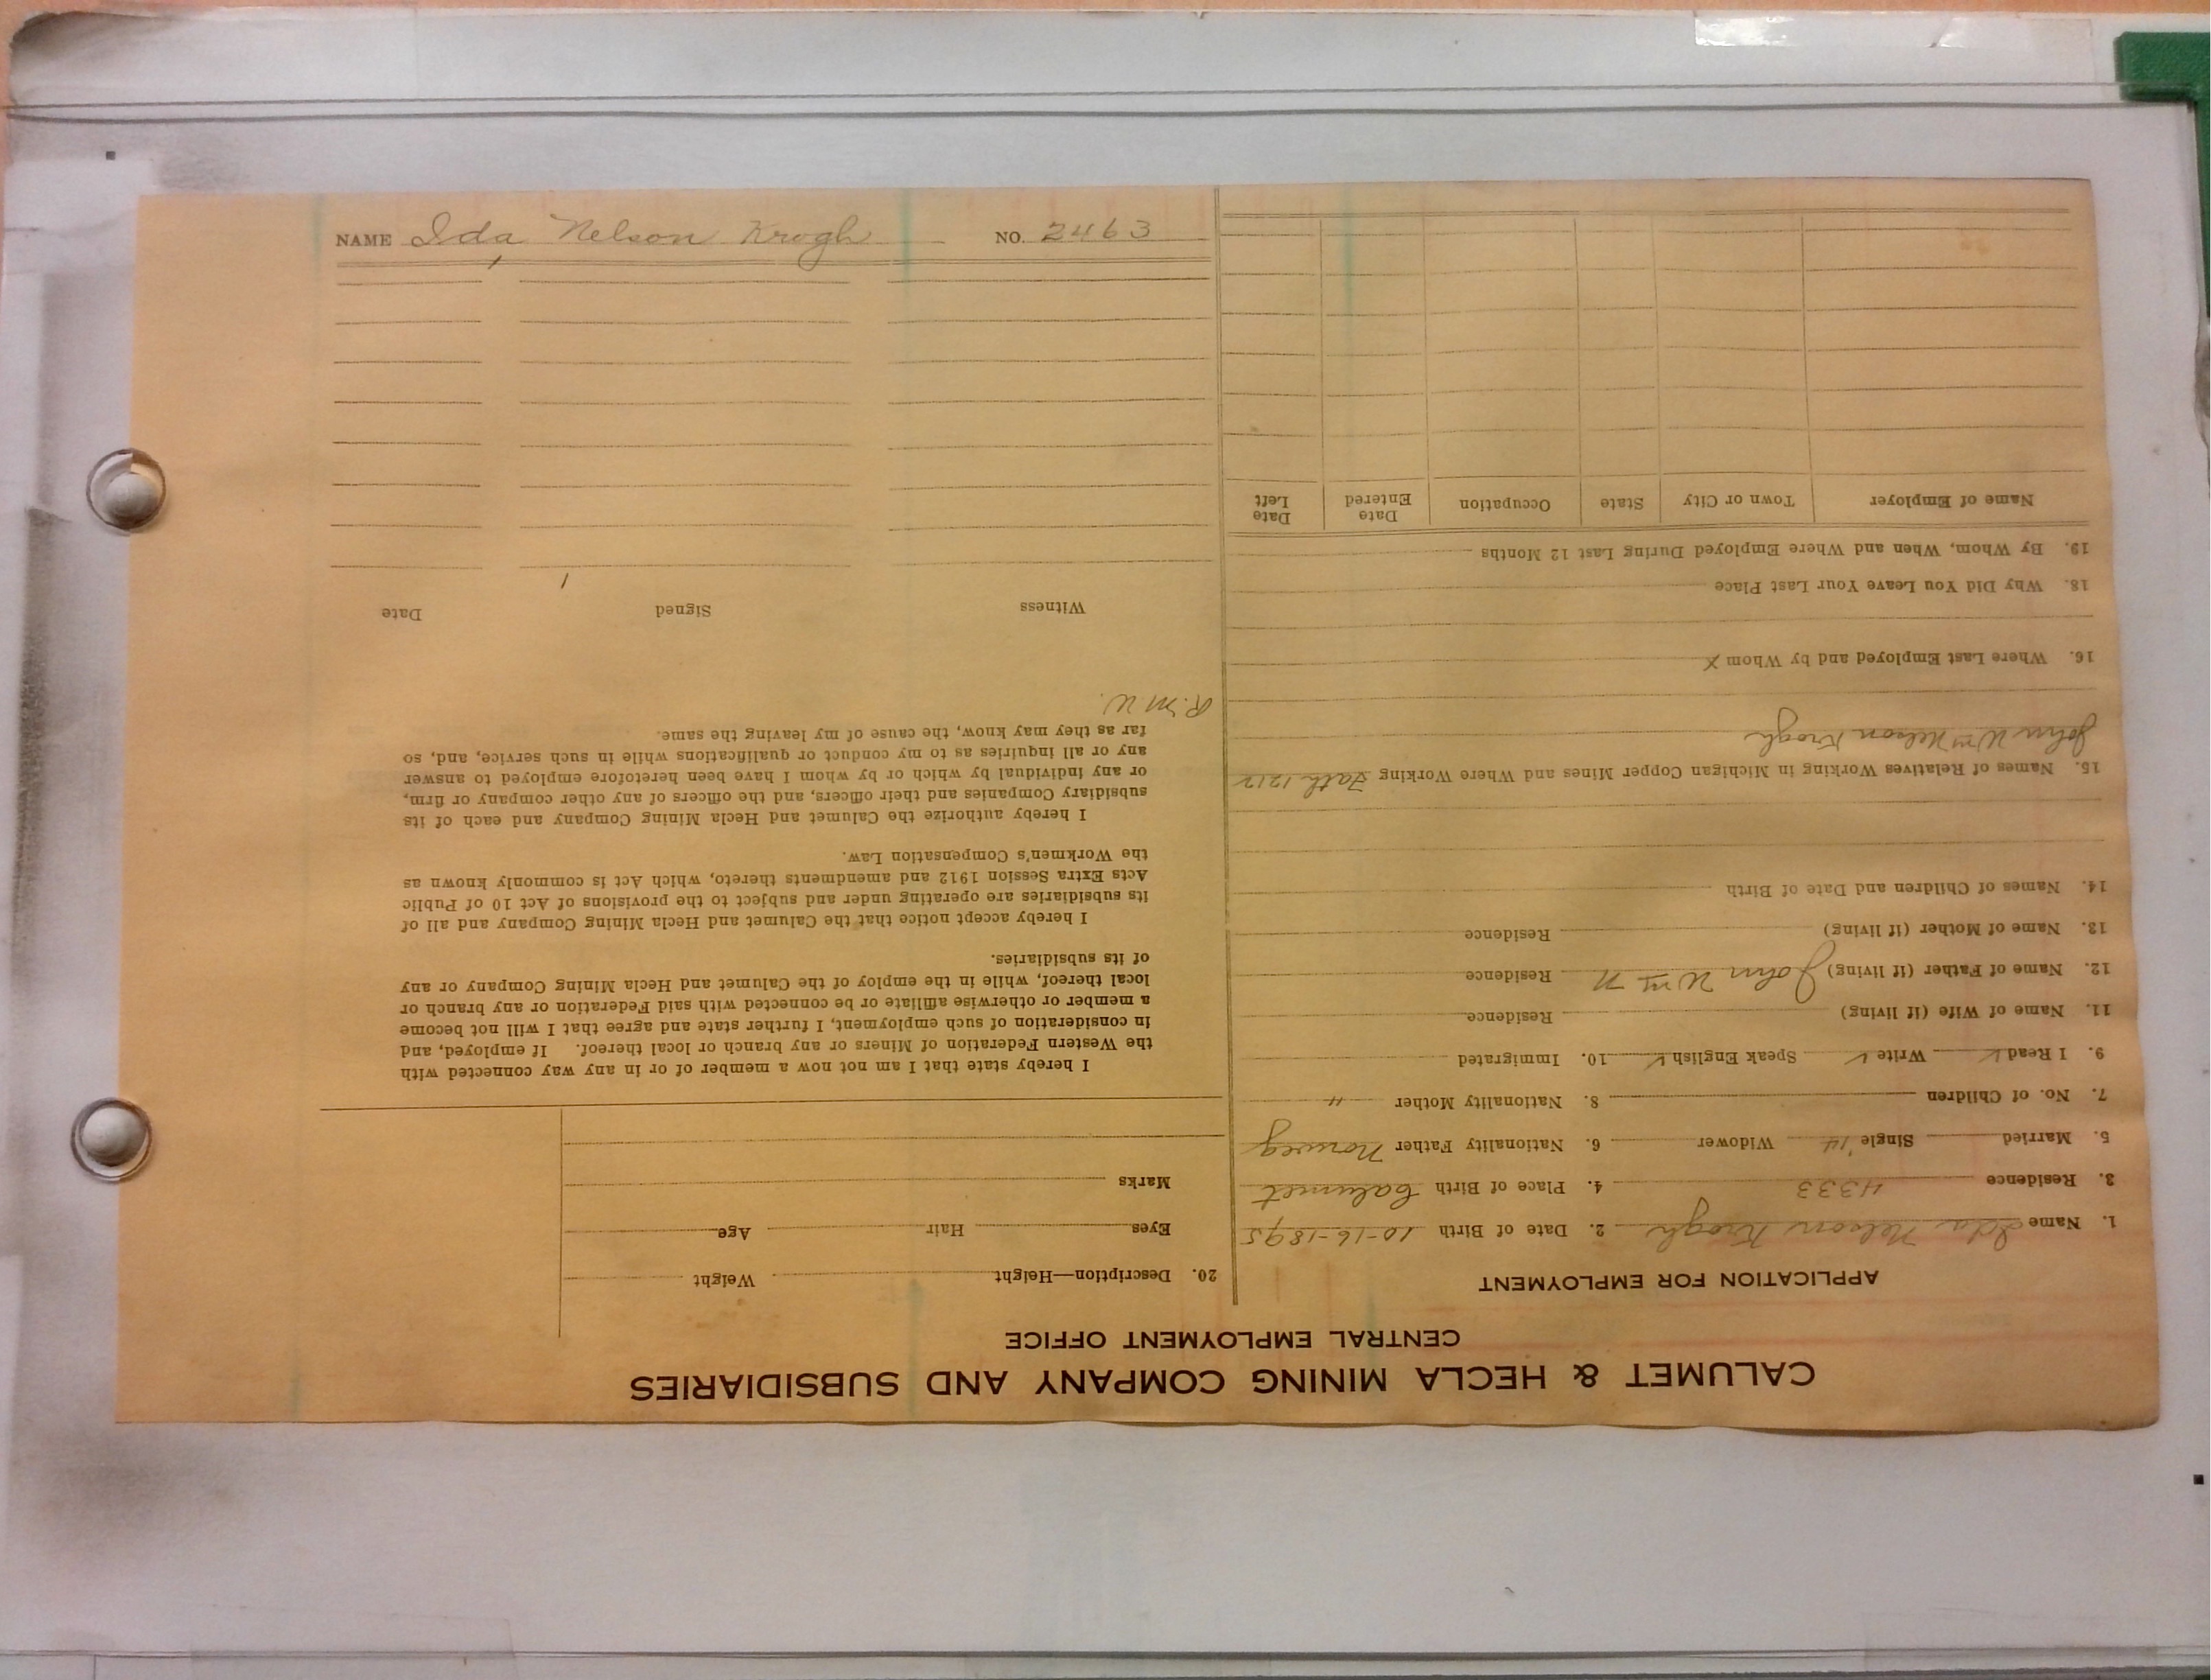 CALUMET & HECLA MINING COMPANY AND SUBSIDIARIES
CENTRAL EMPLOYMENT OFFICE
APPLICATION FOR EMPLOYMENT
1. Name Ida Nelson Krogh 2. Date of Birth 10-16-1895
3. Residence 4333 4. Place of Birth Calumet
5. Married Single '14 Widower 6. Nationality Father Norweg
7. No. of Children 8. Nationality Mother "
9. I Read ✓ Write ✓ Speak English ✓ 10. Immigrated
11. Name of Wife (if living) Residence
12. Name of Father (if living) John Wm N Residence
13. Name of Mother (if living) Residence
14. Names of Children and Date of Birth
15. Names of Relatives Working in Michigan Copper Mines and Where Working Fath 1212
John Wm Nelson Krogh
16. Where Last Employed and by Whom X
18. Why Did You Leave Your Last Place
19. By Whom, When and Where Employed During Last 12 Months
Name of Employer Town or City State Occupation Date Entered Date Left
20. Description—Height Weight
Eyes Hair Age
Marks
I hereby state that I am not now a member of or in any way connected with
the Western Federation of Miners or any branch or local thereof. If employed, and
in consideration of such employment, I further state and agree that I will not become
a member or otherwise affiliate or be connected with said Federation or any branch or
local thereof, while in the employ of the Calumet and Hecla Mining Company or any
of its subsidiaries.
I hereby accept notice that the Calumet and Hecla Mining Company and all of
its subsidiaries are operating under and subject to the provisions of Act 10 of Public
Acts Extra Session 1912 and amendments thereto, which Act is commonly known as
the Workmen's Compensation Law.
I hereby authorize the Calumet and Hecla Mining Company and each of its
subsidiary Companies and their officers, and the officers of any other company or firm,
or any individual by which or by whom I have been heretofore employed to answer
any or all inquiries as to my conduct or qualifications while in such service, and, so
far as they may know, the cause of my leaving the same.
R. M. U.
Witness Signed Date
NAME Ida Nelson Krogh NO. 2463